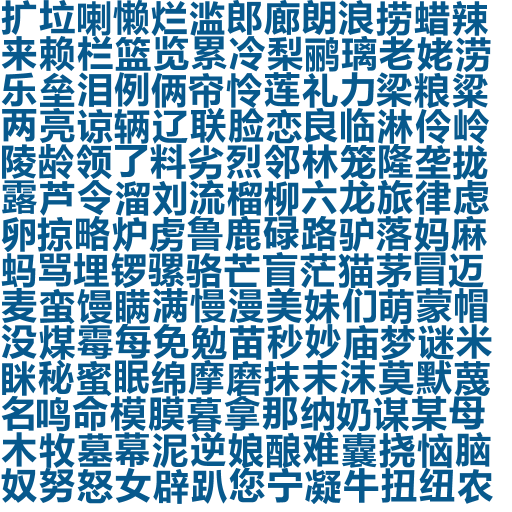 扩垃喇懒烂滥郎廊朗浪捞蜡辣
来赖栏篮览累冷梨鹂璃老姥涝
乐垒泪例俩帘怜莲礼力梁粮粱
两亮谅辆辽联脸恋良临淋伶岭
陵龄领了料劣烈邻林笼隆垄拢
露芦令溜刘流榴柳六龙旅律虑
卵掠略炉虏鲁鹿碌路驴落妈麻
蚂骂埋锣骡骆芒盲茫猫茅冒迈
麦蛮馒瞒满慢漫美妹们萌蒙帽
没煤霉每免勉苗秒妙庙梦谜米
眯秘蜜眠绵摩磨抹末沫莫默蔑
名鸣命模膜暮拿那纳奶谋某母
木牧墓幕泥逆娘酿难囊挠恼脑
奴努怒女辟趴您宁凝牛扭纽农